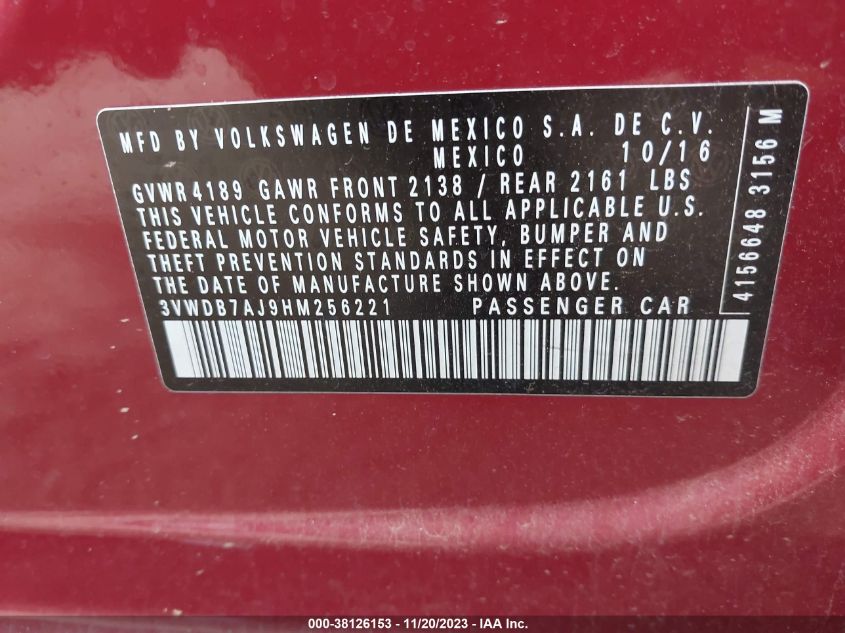 MFD BY VOLKSWAGEN DE MEXICO S.A. DE C.V.
MEXICO 10/16
GVWR 4189 GAWR FRONT 2138 / REAR 2161 LBS
THIS VEHICLE CONFORMS TO ALL APPLICABLE U.S.
FEDERAL MOTOR VEHICLE SAFETY, BUMPER AND
THEFT PREVENTION STANDARDS IN EFFECT ON
THE DATE OF MANUFACTURE SHOWN ABOVE.
3VWDB7AJ9HM256221 PASSENGER CAR
4156648 3156 M
000-38126153 - 11/20/2023 - IAA Inc.